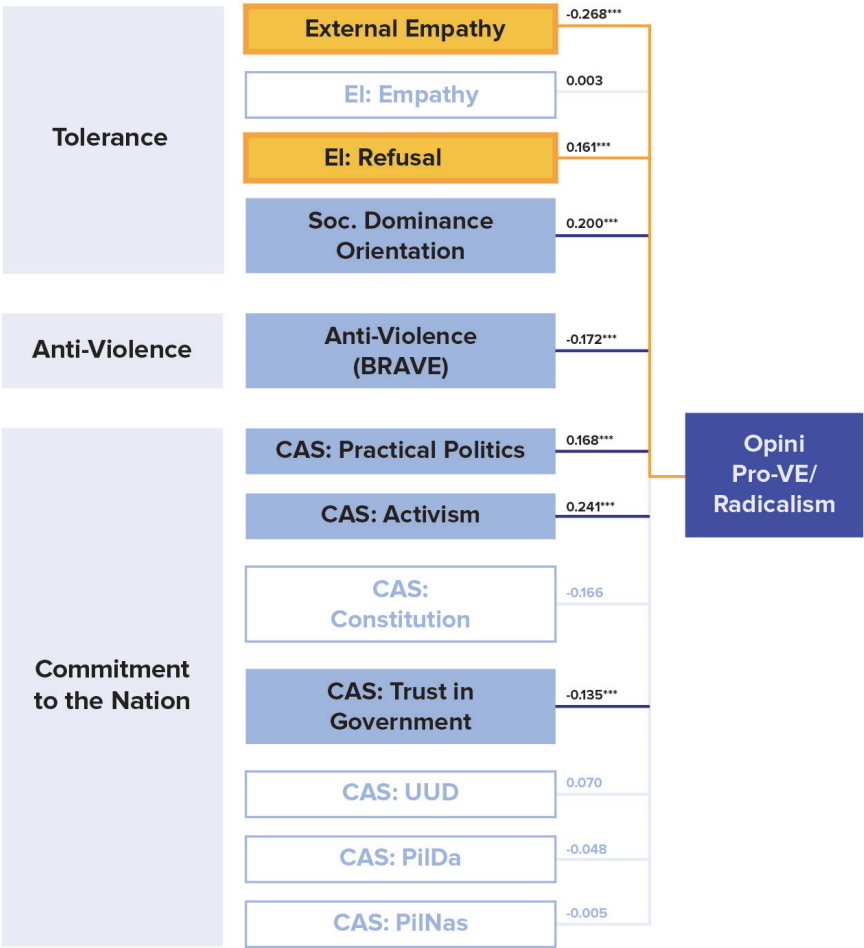 Tolerance
External Empathy
-0.268***
EI: Empathy
0.003
EI: Refusal
0.161***
Soc. Dominance
Orientation
0.200***
Anti-Violence
Anti-Violence
(BRAVE)
-0.172***
Commitment
to the Nation
CAS: Practical Politics
0.168***
CAS: Activism
0.241***
CAS:
Constitution
-0.166
CAS: Trust in
Government
-0.135***
CAS: UUD
0.070
CAS: PilDa
-0.048
CAS: PilNas
-0.005
Opini
Pro-VE/
Radicalism